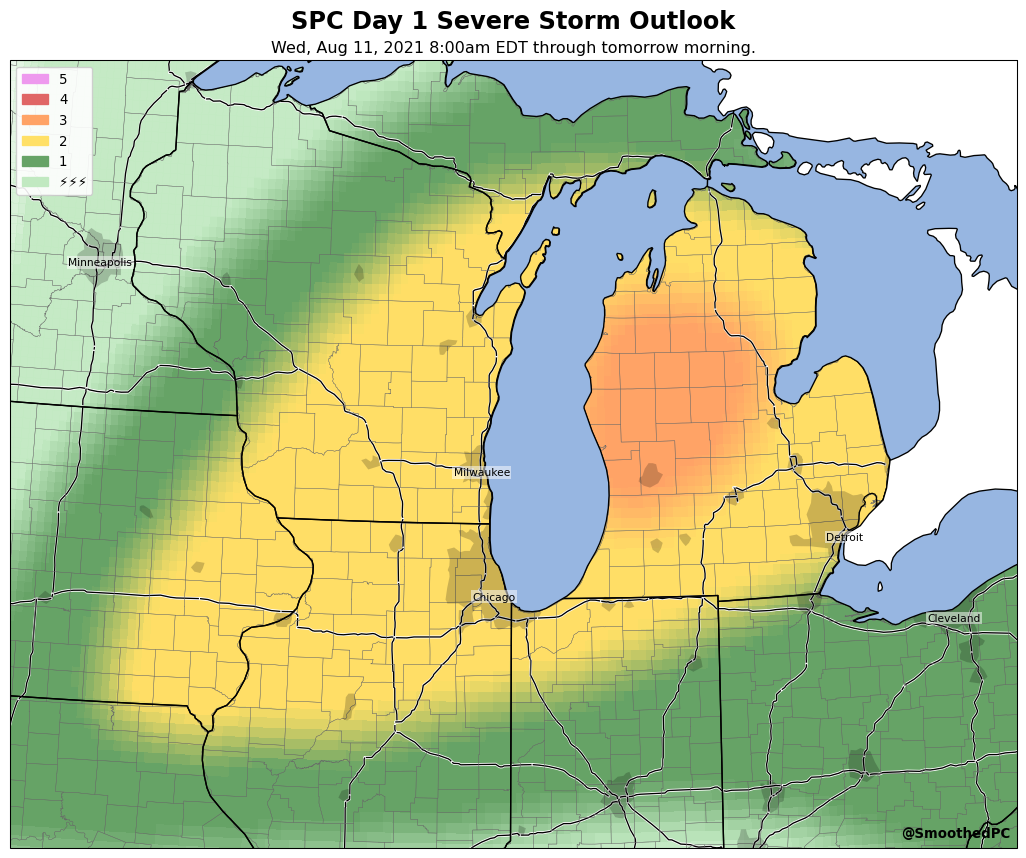 SPC Day 1 Severe Storm Outlook
Wed, Aug 11, 2021 8:00am EDT through tomorrow morning.
5
4
3
2
1
⚡⚡⚡
Minneapolis
Milwaukee
Detroit
Chicago
Cleveland
@SmoothedPC